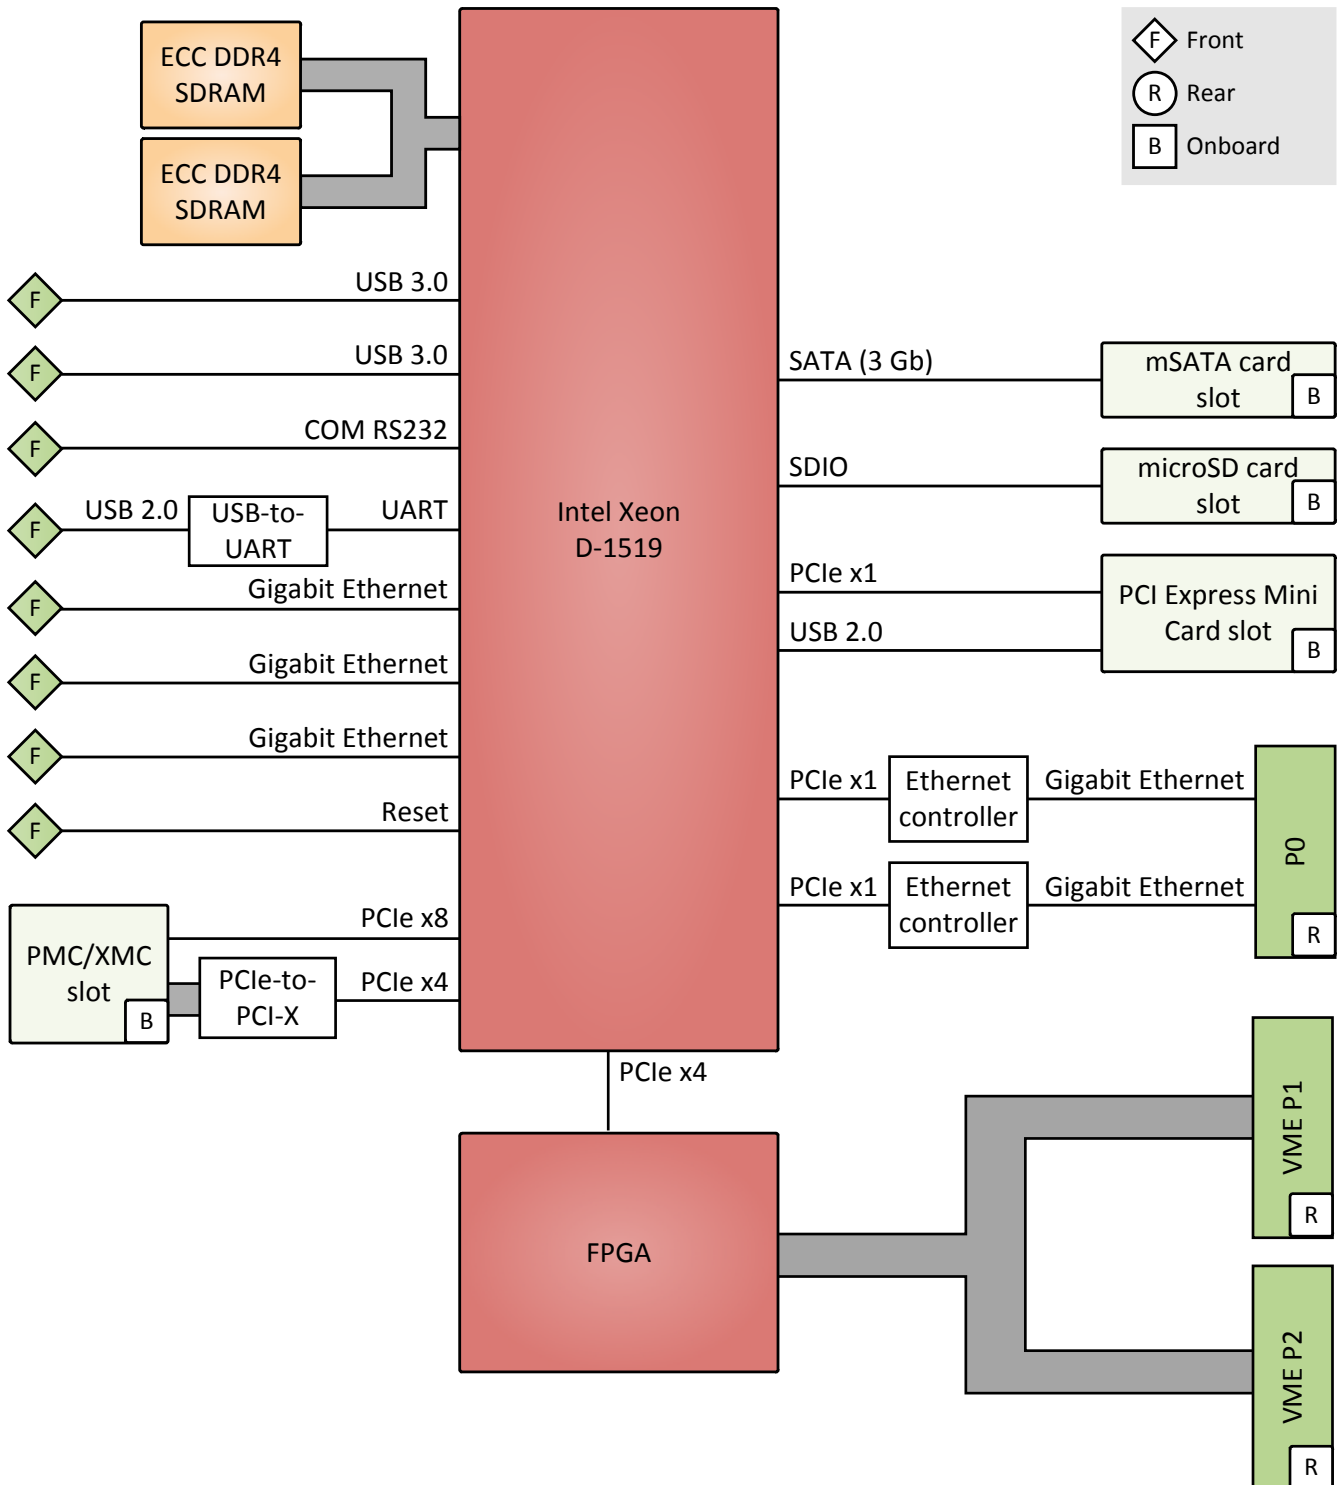 ECC DDR4
SDRAM
ECC DDR4
SDRAM
F Front
R Rear
B Onboard
F
USB 3.0
F
USB 3.0
F
COM RS232
F
USB 2.0
USB-to-
UART
UART
F
Gigabit Ethernet
F
Gigabit Ethernet
F
Gigabit Ethernet
F
Reset
PMC/XMC
slot
B
PCIe x8
PCIe-to-
PCI-X
PCIe x4
Intel Xeon
D-1519
SATA (3 Gb)
mSATA card
slot
B
SDIO
microSD card
slot
B
PCIe x1
USB 2.0
PCI Express Mini
Card slot
B
PCIe x1
Ethernet
controller
Gigabit Ethernet
PCIe x1
Ethernet
controller
Gigabit Ethernet
P0
R
PCIe x4
FPGA
VME P1
R
VME P2
R